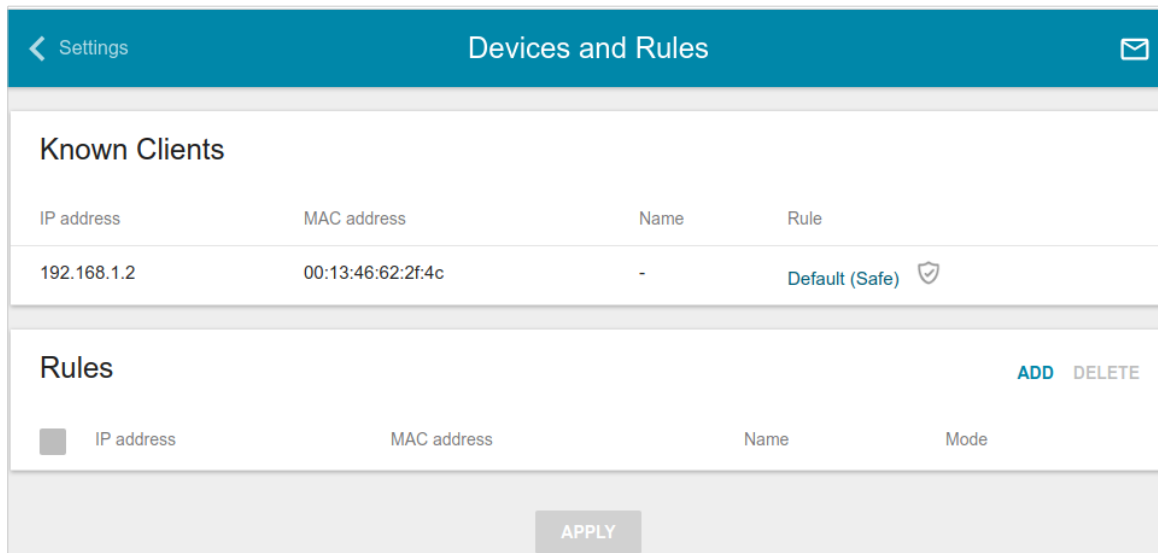 Settings Devices and Rules
Known Clients
IP address MAC address Name Rule
192.168.1.2 00:13:46:62:2f:4c - Default (Safe)
Rules ADD DELETE
IP address MAC address Name Mode
APPLY